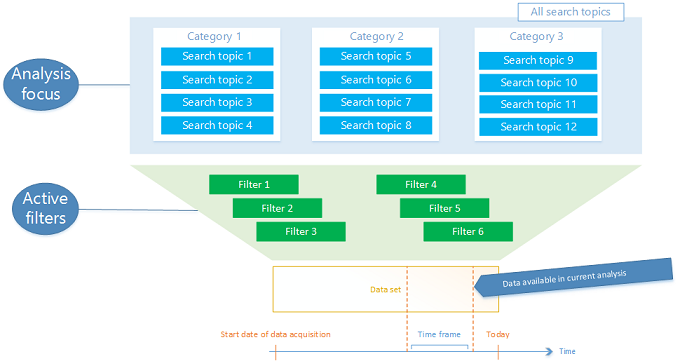 All search topics
Analysis
focus
Category 1
Search topic 1
Search topic 2
Search topic 3
Search topic 4
Category 2
Search topic 5
Search topic 6
Search topic 7
Search topic 8
Category 3
Search topic 9
Search topic 10
Search topic 11
Search topic 12
Active
filters
Filter 1
Filter 2
Filter 3
Filter 4
Filter 5
Filter 6
Data set
Data available in current analysis
Start date of data acquisition
Time frame
Today
Time